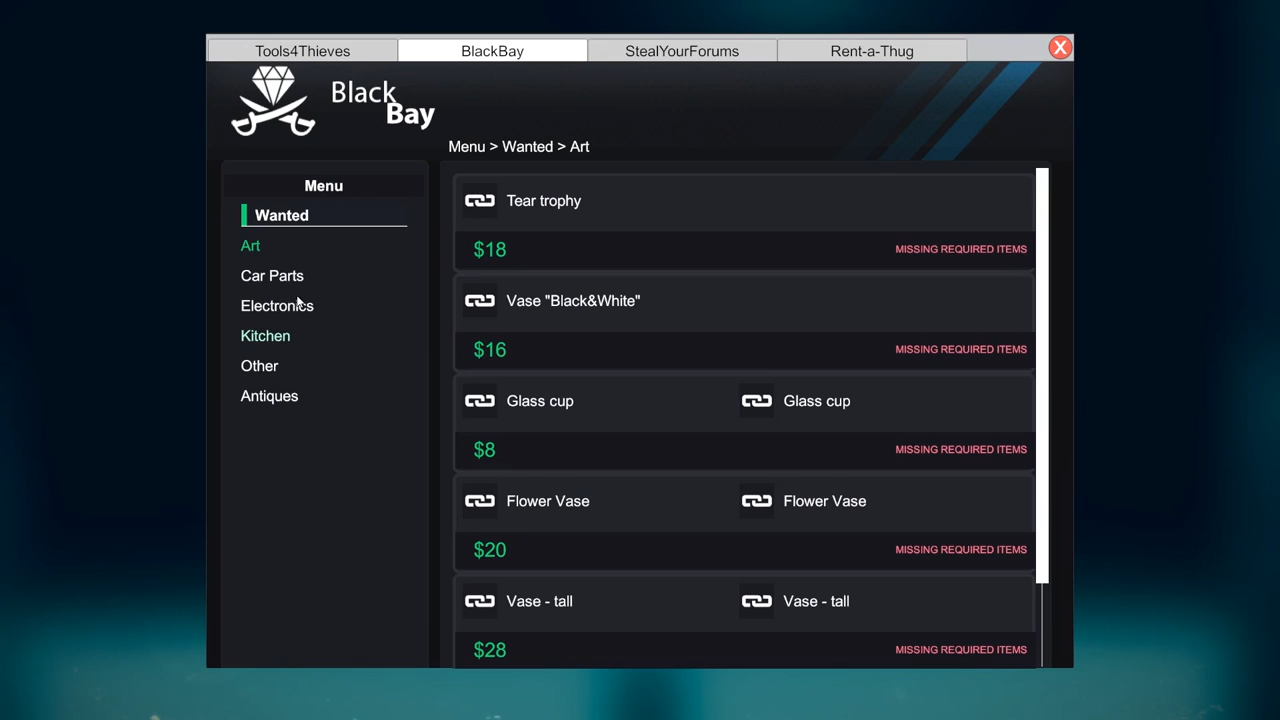 Tools4Thieves BlackBay StealYourForums Rent-a-Thug X
Black
Bay
Menu > Wanted > Art
Menu
Wanted
Art
Car Parts
Electronics
Kitchen
Other
Antiques
Tear trophy
$18 MISSING REQUIRED ITEMS
Vase "Black&White"
$16 MISSING REQUIRED ITEMS
Glass cup Glass cup
$8 MISSING REQUIRED ITEMS
Flower Vase Flower Vase
$20 MISSING REQUIRED ITEMS
Vase - tall Vase - tall
$28 MISSING REQUIRED ITEMS